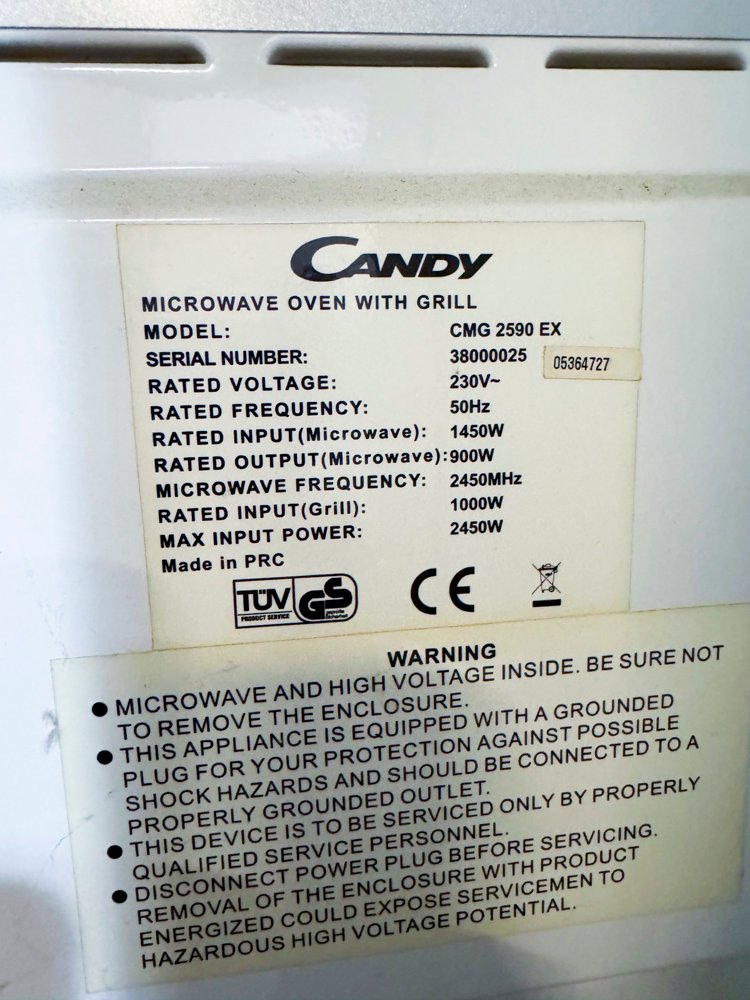 CANDY
MICROWAVE OVEN WITH GRILL
MODEL: CMG 2590 EX
SERIAL NUMBER: 38000025 05364727
RATED VOLTAGE: 230V~
RATED FREQUENCY: 50Hz
RATED INPUT(Microwave): 1450W
RATED OUTPUT(Microwave): 900W
MICROWAVE FREQUENCY: 2450MHz
RATED INPUT(Grill): 1000W
MAX INPUT POWER: 2450W
Made in PRC
TÜV GS CE
PRODUCT SERVICE geprüfte
Sicherheit
WARNING
● MICROWAVE AND HIGH VOLTAGE INSIDE. BE SURE NOT
TO REMOVE THE ENCLOSURE.
● THIS APPLIANCE IS EQUIPPED WITH A GROUNDED
PLUG FOR YOUR PROTECTION AGAINST POSSIBLE
SHOCK HAZARDS AND SHOULD BE CONNECTED TO A
PROPERLY GROUNDED OUTLET.
● THIS DEVICE IS TO BE SERVICED ONLY BY PROPERLY
QUALIFIED SERVICE PERSONNEL.
● DISCONNECT POWER PLUG BEFORE SERVICING.
REMOVAL OF THE ENCLOSURE WITH PRODUCT
ENERGIZED COULD EXPOSE SERVICEMEN TO
HAZARDOUS HIGH VOLTAGE POTENTIAL.